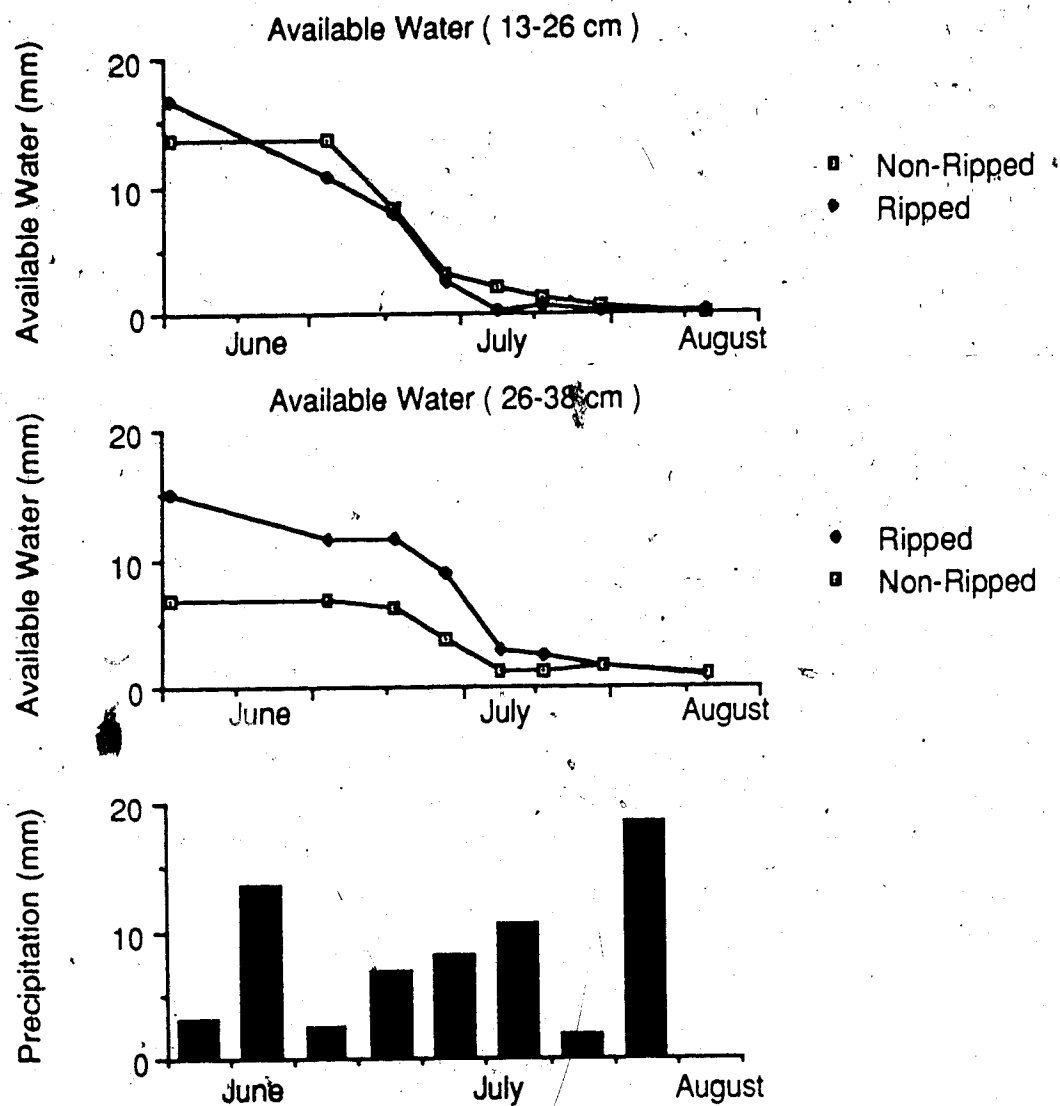 Available Water ( 13-26 cm )
Available Water (mm)
20
10
0
June July August
Non-Ripped
Ripped
Available Water ( 26-38 cm )
Available Water (mm)
20
10
0
June July August
Ripped
Non-Ripped
Precipitation (mm)
20
10
0
June July August